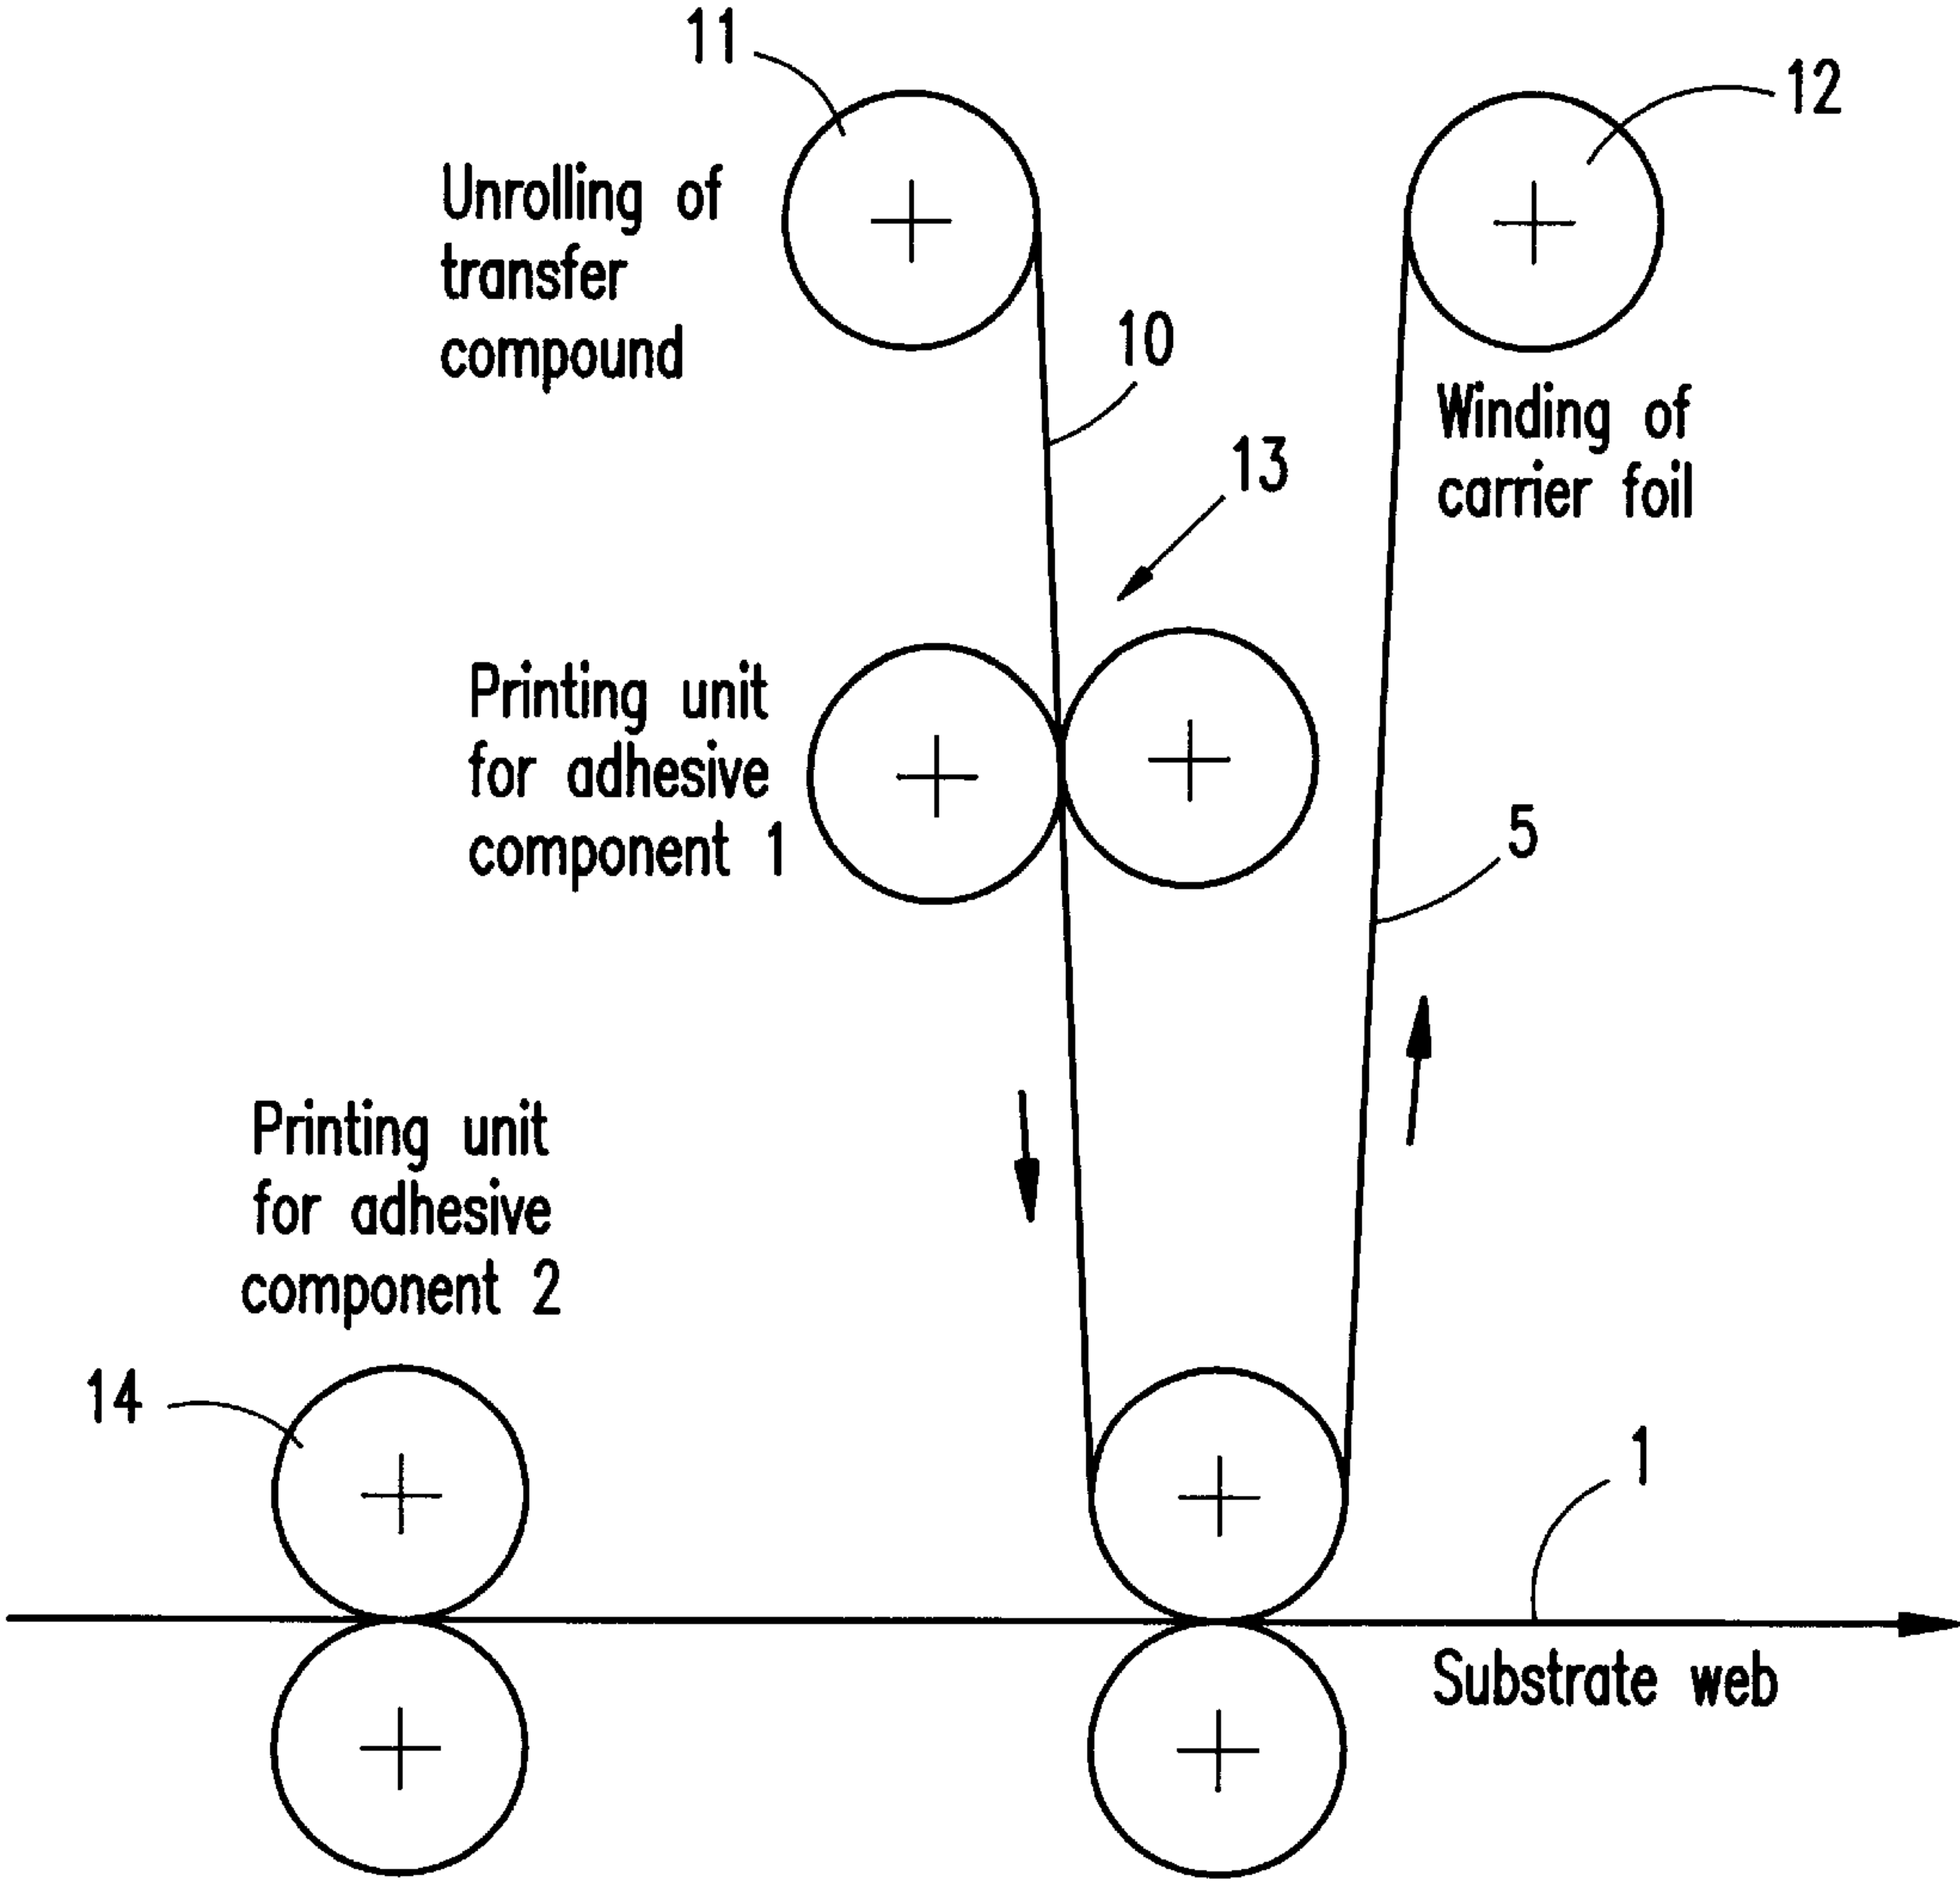 11
12
Unrolling of
transfer
compound
10
Winding of
carrier foil
13
Printing unit
for adhesive
component 1
5
Printing unit
for adhesive
component 2
14
1
Substrate web